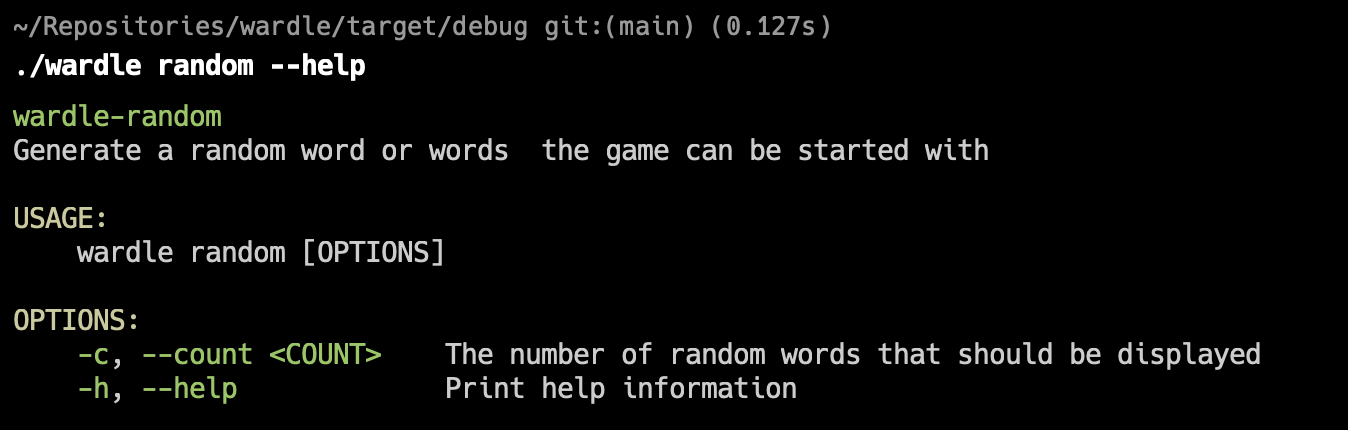 ~/Repositories/wardle/target/debug git:(main) (0.127s)
./wardle random --help
wardle-random
Generate a random word or words  the game can be started with
USAGE:
    wardle random [OPTIONS]
OPTIONS:
    -c, --count <COUNT>    The number of random words that should be displayed
    -h, --help             Print help information